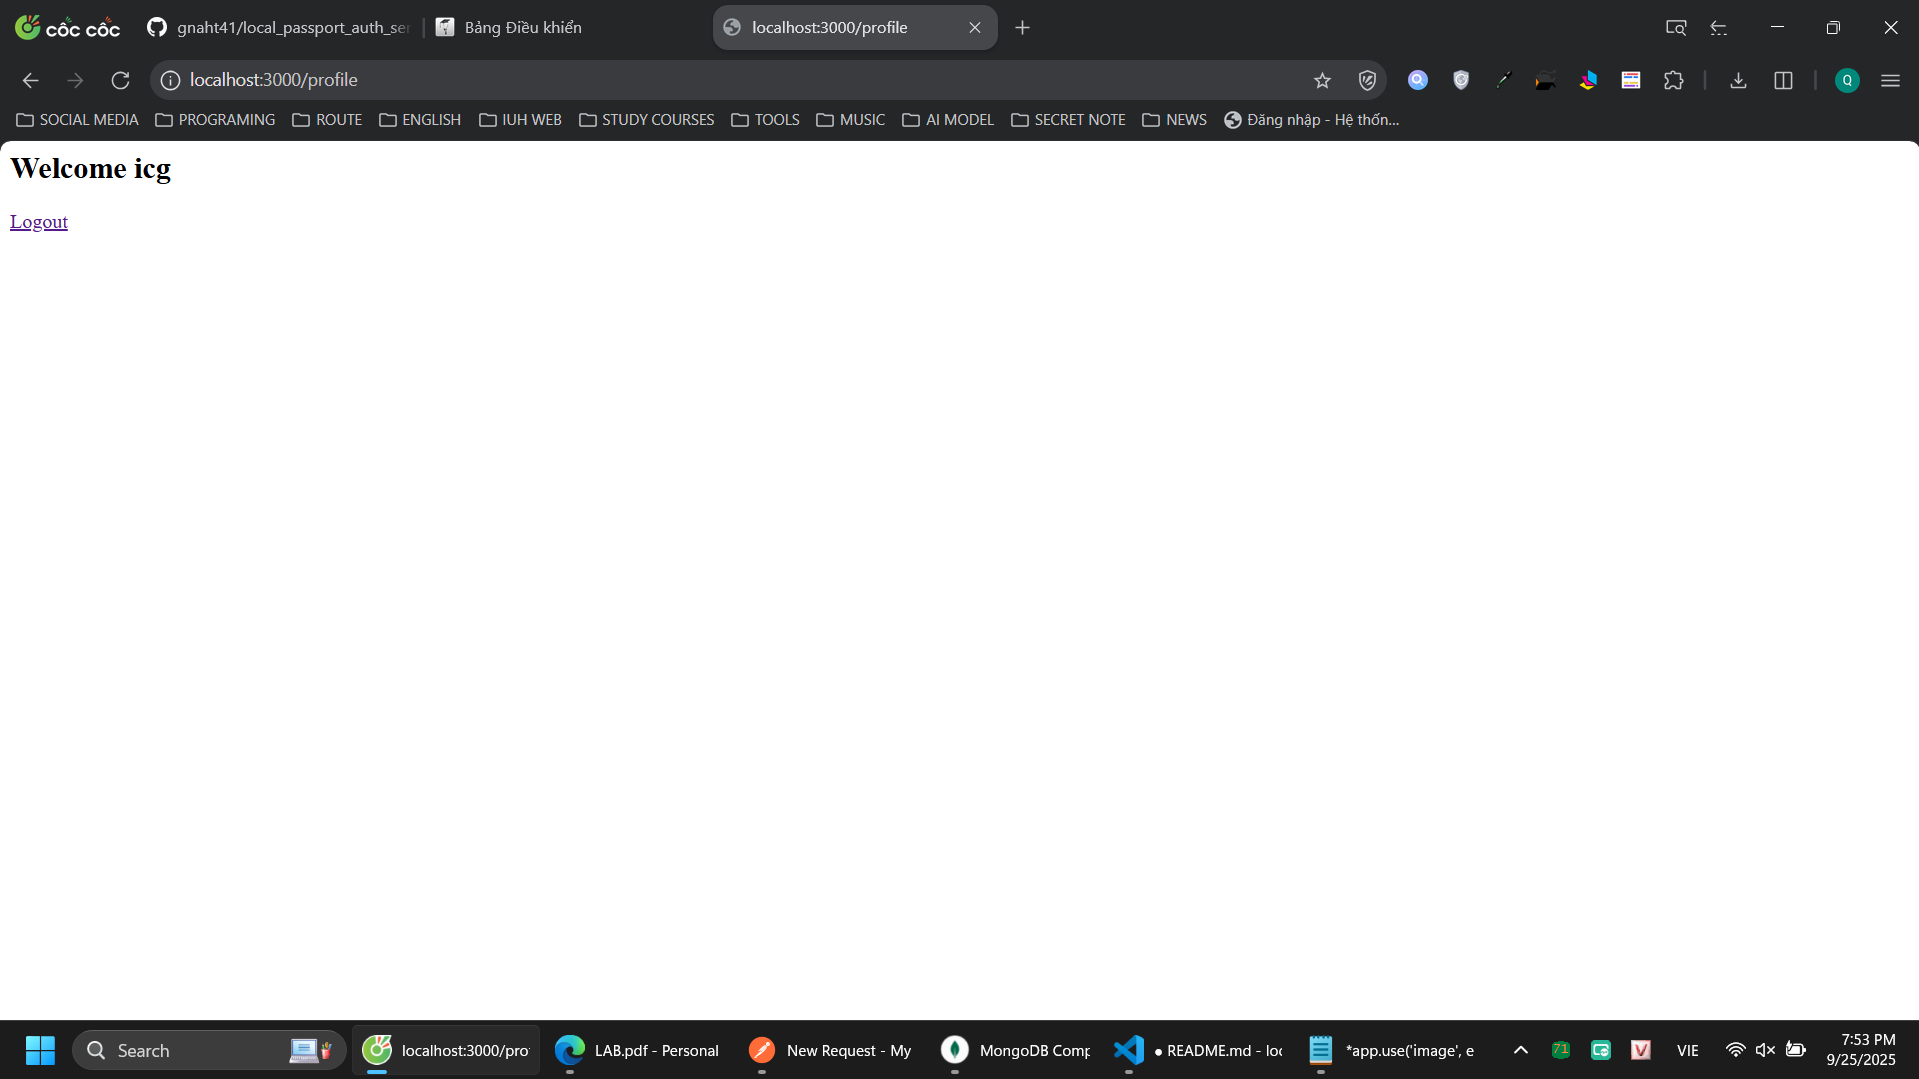 cốc cốc
gnaht41/local_passport_auth_ser
Bảng Điều khiển
localhost:3000/profile
localhost:3000/profile
Q
SOCIAL MEDIA
PROGRAMING
ROUTE
ENGLISH
IUH WEB
STUDY COURSES
TOOLS
MUSIC
AI MODEL
SECRET NOTE
NEWS
Đăng nhập - Hệ thốn...
Welcome icg
Logout
Search
localhost:3000/pro
LAB.pdf - Personal
New Request - My
MongoDB Comp
● README.md - loc
*app.use('image', e
71
V
VIE
7:53 PM
9/25/2025